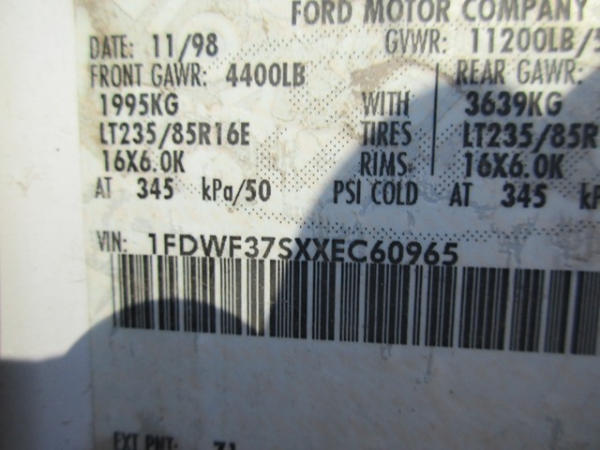 FORD MOTOR COMPANY
DATE: 11/98 GVWR: 11200LB/5
FRONT GAWR: 4400LB REAR GAWR:
1995KG WITH 3639KG
LT235/85R16E TIRES LT235/85R
16X6.0K RIMS 16X6.0K
AT 345 kPa/50 PSI COLD AT 345 kP
VIN: 1FDWF37SXXEC60965
EXT PNT: